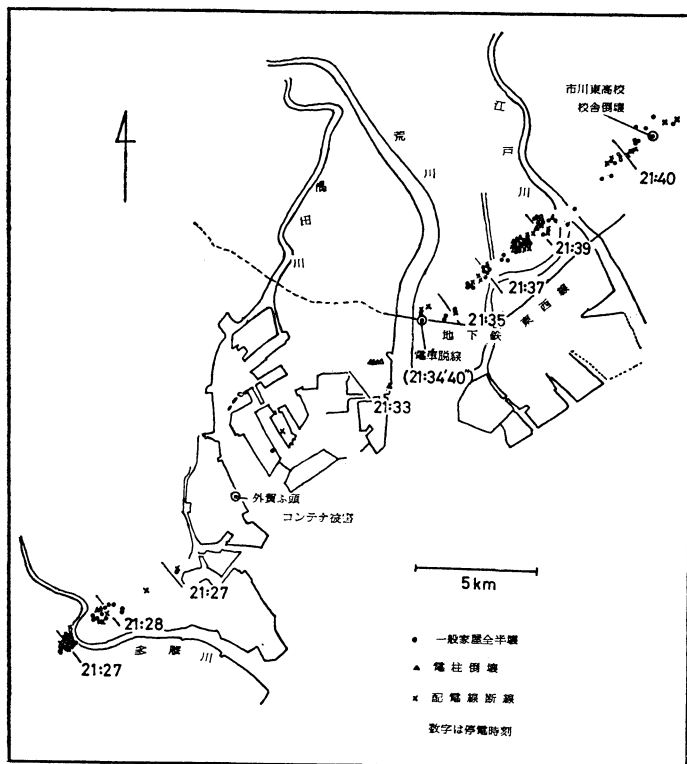 市川東高校
校舎倒壊
荒川
江戸川
隅田川
21:40
21:39
21:37
21:35
東西線
地下鉄
電車脱線
(21:34'40")
21:33
外貿ふ頭
コンテナ被害
21:27
21:28
21:27
多摩川
5km
• 一般家屋全半壊
▲ 電柱倒壊
× 配電線断線
数字は停電時刻